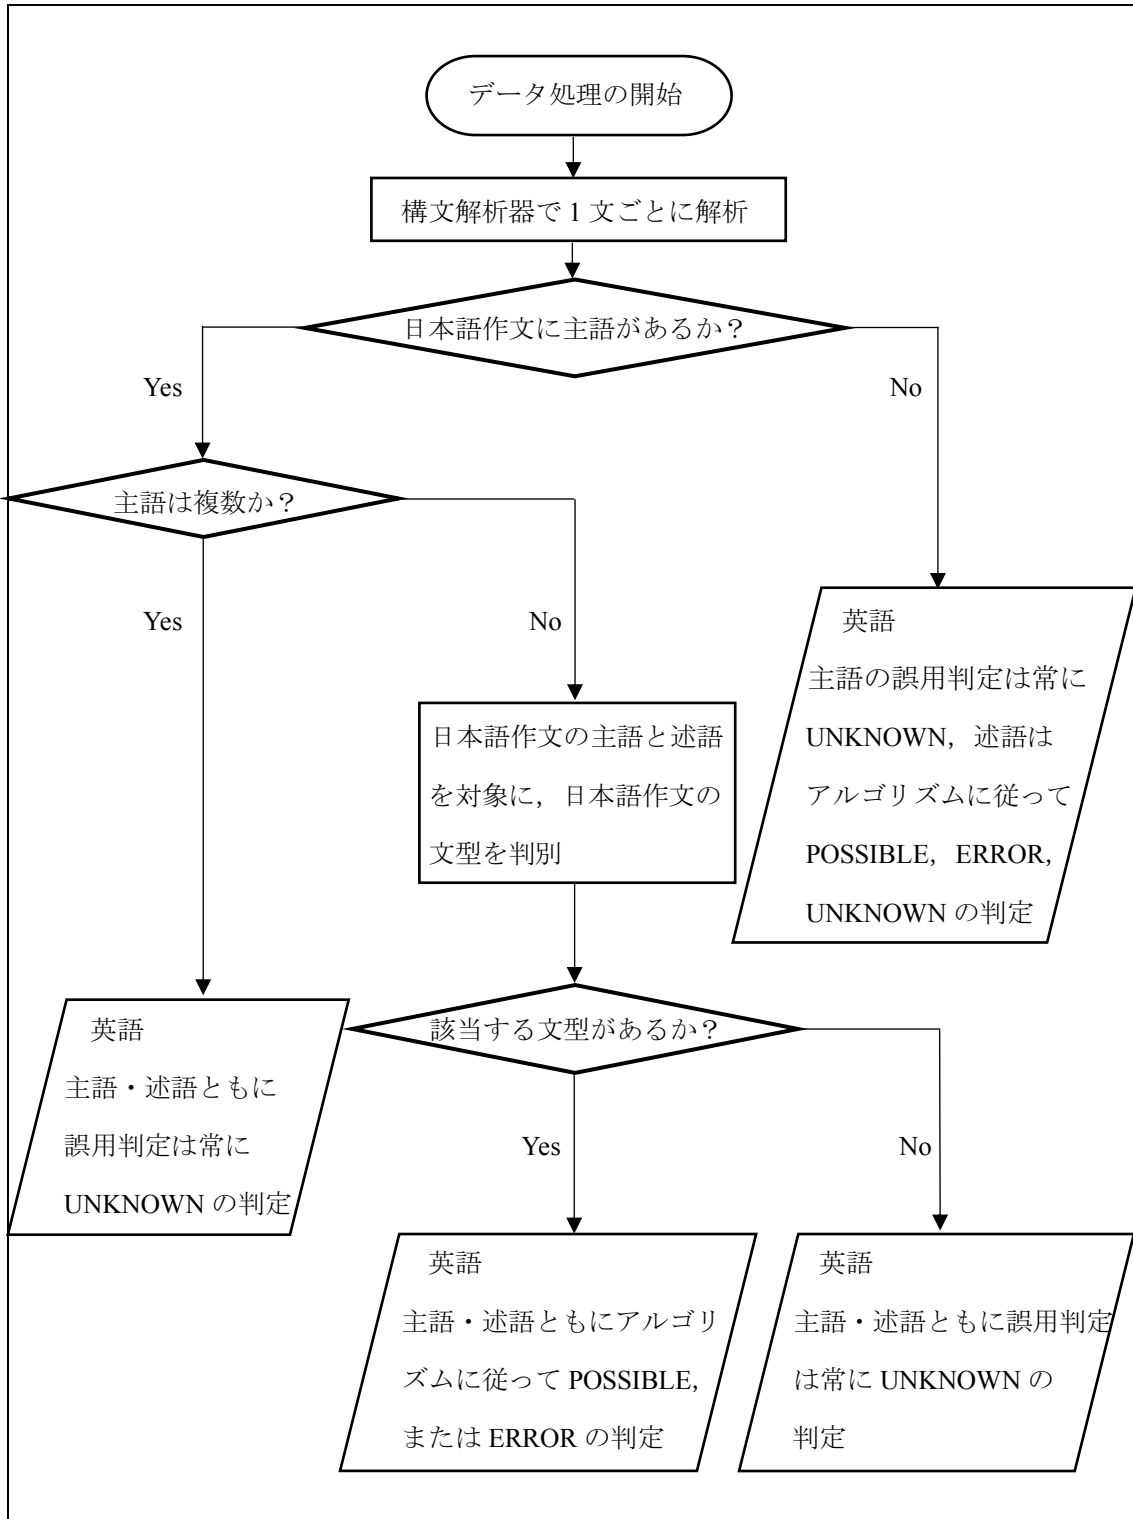 データ処理の開始
構文解析器で 1 文ごとに解析
日本語作文に主語があるか？
Yes
No
主語は複数か？
Yes
No
英語
主語の誤用判定は常に
UNKNOWN，述語は
アルゴリズムに従って
POSSIBLE，ERROR，
UNKNOWN の判定
日本語作文の主語と述語
を対象に，日本語作文の
文型を判別
英語
主語・述語ともに
誤用判定は常に
UNKNOWN の判定
該当する文型があるか？
Yes
No
英語
主語・述語ともにアルゴリ
ズムに従って POSSIBLE，
または ERROR の判定
英語
主語・述語ともに誤用判定
は常に UNKNOWN の
判定